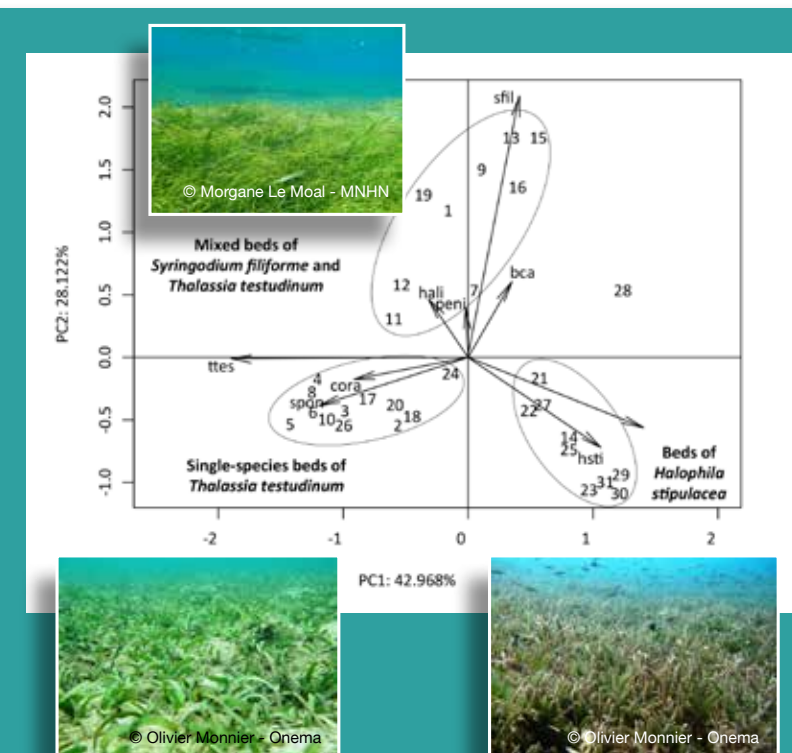 © Morgane Le Moal - MNHN
PC2: 28.122%
2.0
1.5
1.0
0.5
0.0
-0.5
-1.0
sfil
13 15
9
16
19
1
Mixed beds of
Syringodium filiforme and
Thalassia testudinum
12
hali
peni
7
bca
28
11
ttes
24
4
cora
8
spon
17
6
10
3
20
5
26
2
18
21
22
27
14
25
hsti
29
31
23
30
Single-species beds of
Thalassia testudinum
Beds of
Halophila
stipulacea
-2 -1 0 1 2
PC1: 42.968%
© Olivier Monnier - Onema
© Olivier Monnier - Onema